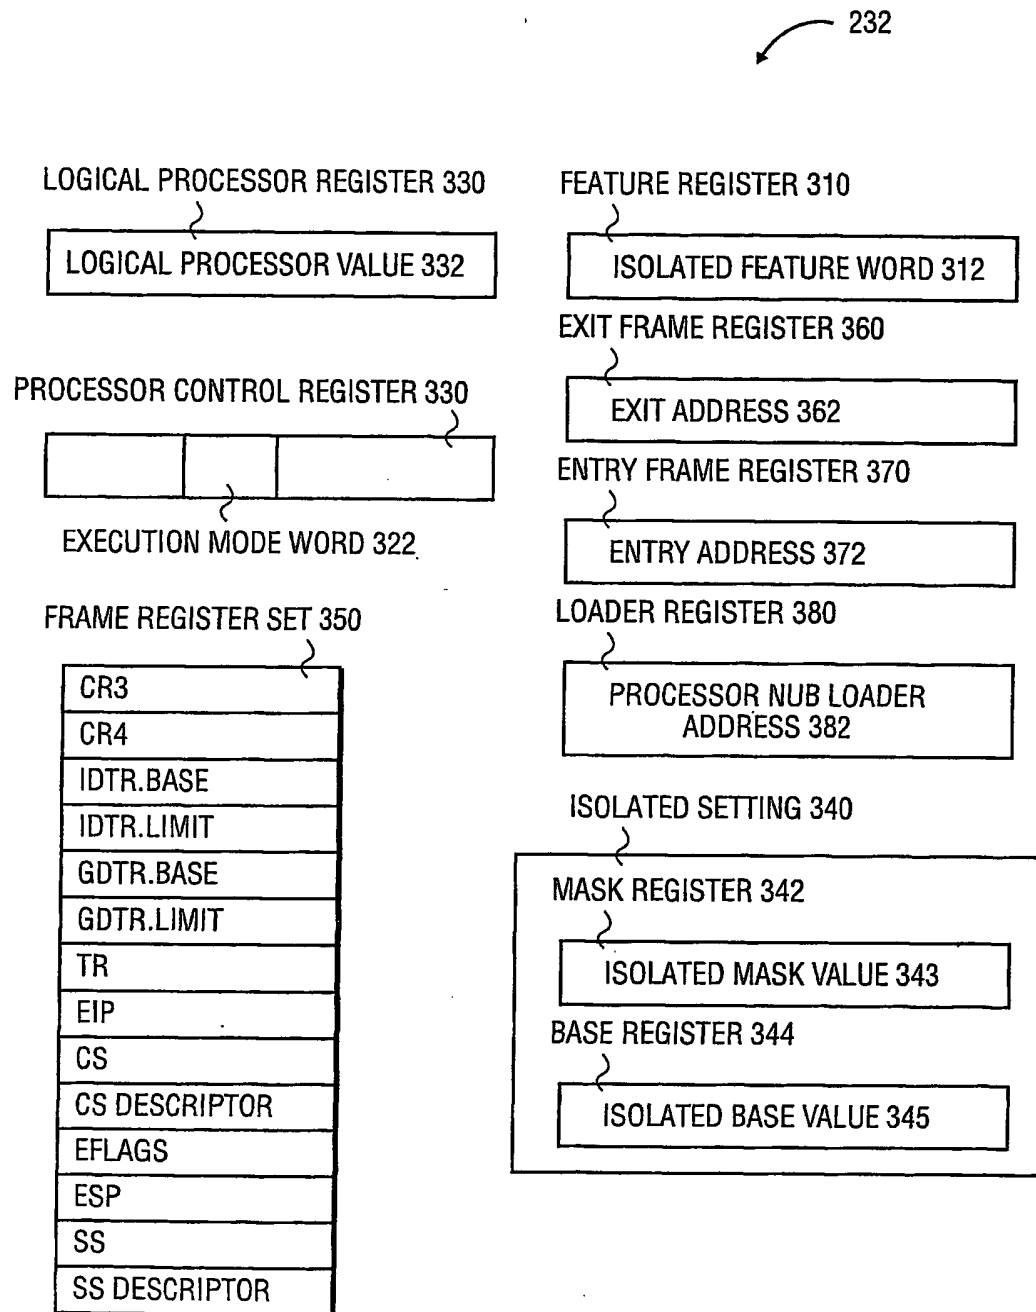 232
LOGICAL PROCESSOR REGISTER 330
LOGICAL PROCESSOR VALUE 332
PROCESSOR CONTROL REGISTER 330
EXECUTION MODE WORD 322
FRAME REGISTER SET 350
CR3
CR4
IDTR.BASE
IDTR.LIMIT
GDTR.BASE
GDTR.LIMIT
TR
EIP
CS
CS DESCRIPTOR
EFLAGS
ESP
SS
SS DESCRIPTOR
FEATURE REGISTER 310
ISOLATED FEATURE WORD 312
EXIT FRAME REGISTER 360
EXIT ADDRESS 362
ENTRY FRAME REGISTER 370
ENTRY ADDRESS 372
LOADER REGISTER 380
PROCESSOR NUB LOADER
ADDRESS 382
ISOLATED SETTING 340
MASK REGISTER 342
ISOLATED MASK VALUE 343
BASE REGISTER 344
ISOLATED BASE VALUE 345